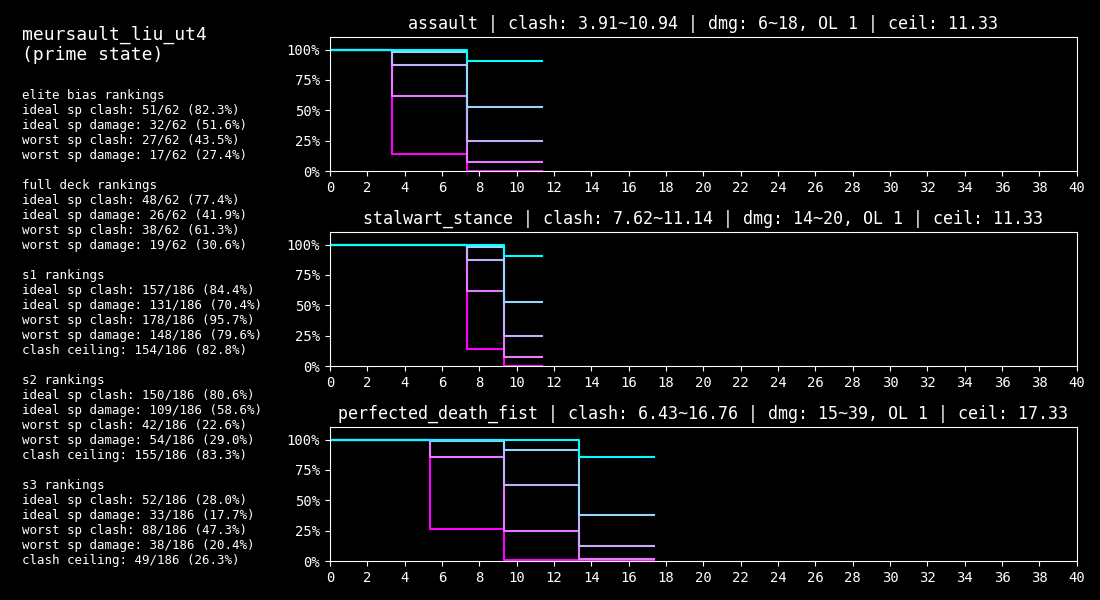 meursault_liu_ut4
(prime state)
elite bias rankings
ideal sp clash: 51/62 (82.3%)
ideal sp damage: 32/62 (51.6%)
worst sp clash: 27/62 (43.5%)
worst sp damage: 17/62 (27.4%)
full deck rankings
ideal sp clash: 48/62 (77.4%)
ideal sp damage: 26/62 (41.9%)
worst sp clash: 38/62 (61.3%)
worst sp damage: 19/62 (30.6%)
s1 rankings
ideal sp clash: 157/186 (84.4%)
ideal sp damage: 131/186 (70.4%)
worst sp clash: 178/186 (95.7%)
worst sp damage: 148/186 (79.6%)
clash ceiling: 154/186 (82.8%)
s2 rankings
ideal sp clash: 150/186 (80.6%)
ideal sp damage: 109/186 (58.6%)
worst sp clash: 42/186 (22.6%)
worst sp damage: 54/186 (29.0%)
clash ceiling: 155/186 (83.3%)
s3 rankings
ideal sp clash: 52/186 (28.0%)
ideal sp damage: 33/186 (17.7%)
worst sp clash: 88/186 (47.3%)
worst sp damage: 38/186 (20.4%)
clash ceiling: 49/186 (26.3%)
assault | clash: 3.91~10.94 | dmg: 6~18, OL 1 | ceil: 11.33
100%
75%
50%
25%
0%
0 2 4 6 8 10 12 14 16 18 20 22 24 26 28 30 32 34 36 38 40
stalwart_stance | clash: 7.62~11.14 | dmg: 14~20, OL 1 | ceil: 11.33
100%
75%
50%
25%
0%
0 2 4 6 8 10 12 14 16 18 20 22 24 26 28 30 32 34 36 38 40
perfected_death_fist | clash: 6.43~16.76 | dmg: 15~39, OL 1 | ceil: 17.33
100%
75%
50%
25%
0%
0 2 4 6 8 10 12 14 16 18 20 22 24 26 28 30 32 34 36 38 40